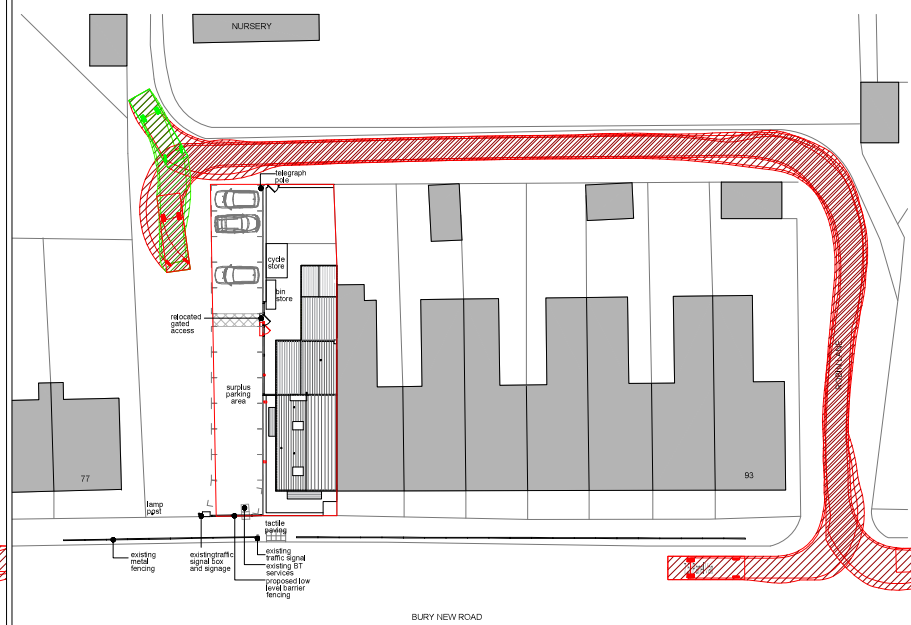 NURSERY
telegraph
pole
cycle
store
bin
store
relocated
gated
access
surplus
parking
area
77
93
lamp
post
tactile
paving
existing
metal
fencing
existingtraffic
signal box
and signage
existing
traffic signal
existing BT
services
proposed low
level barrier
fencing
BURY NEW ROAD